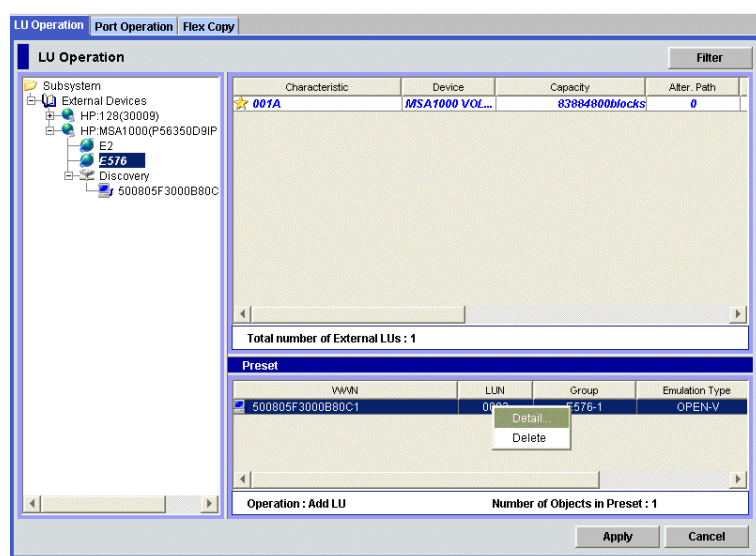 LU Operation Port Operation Flex Copy
LU Operation
Filter
Subsystem
External Devices
HP:128(30009)
HP:MSA1000(P56350D9IP
E2
E576
Discovery
500805F3000B80C
Characteristic Device Capacity Alter. Path
001A MSA1000 VOL... 83884800blocks 0
Total number of External LUs : 1
Preset
WWN LUN Group Emulation Type
500805F3000B80C1 E576-1 OPEN-V
Detail...
Delete
Operation : Add LU Number of Objects in Preset : 1
Apply Cancel